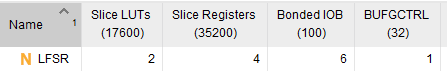 Name 1 Slice LUTs (17600) Slice Registers (35200) Bonded IOB (100) BUFGCTRL (32)
N LFSR 2 4 6 1